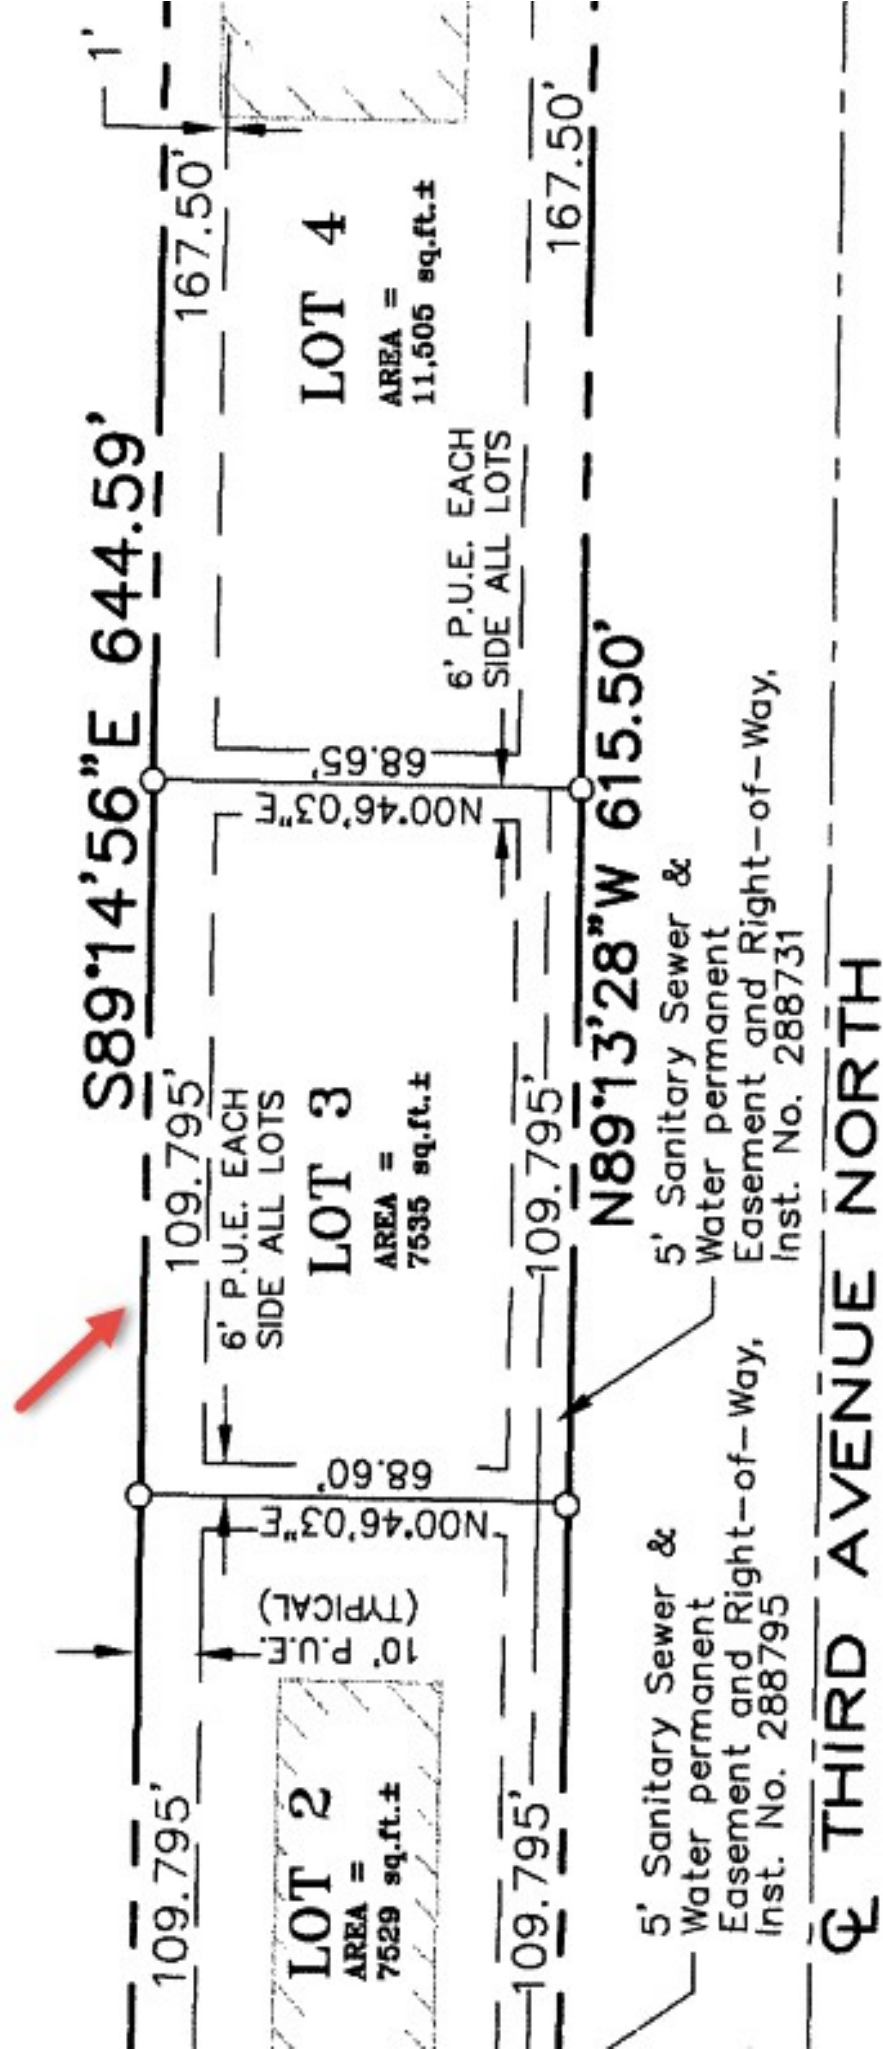 1'
167.50'
167.50'
LOT 4
AREA =
11,505 sq.ft.±
S89°14'56"E 644.59'
6' P.U.E. EACH
SIDE ALL LOTS
68.65'
N00°46'03"E
N89°13'28"W 615.50'
109.795'
6' P.U.E. EACH
SIDE ALL LOTS
LOT 3
AREA =
7535 sq.ft.±
109.795'
5' Sanitary Sewer &
Water permanent
Easement and Right-of-Way,
Inst. No. 288731
68.60'
N00°46'03"E
10' P.U.E.
(TYPICAL)
109.795'
LOT 2
AREA =
7529 sq.ft.±
109.795'
5' Sanitary Sewer &
Water permanent
Easement and Right-of-Way,
Inst. No. 288795
℄ THIRD AVENUE NORTH